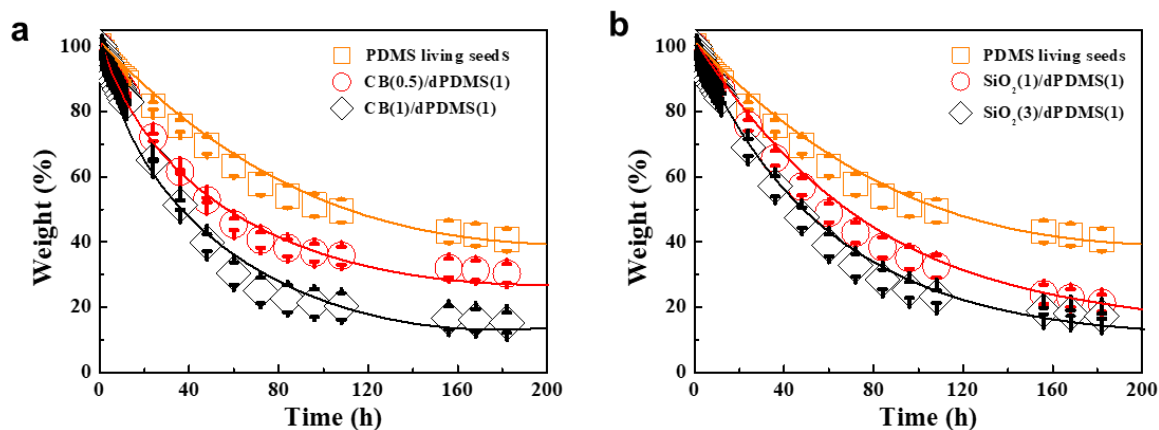 a
100
80
60
40
20
0
Weight (%)
PDMS living seeds
CB(0.5)/dPDMS(1)
CB(1)/dPDMS(1)
0 40 80 120 160 200
Time (h)
b
100
80
60
40
20
0
Weight (%)
PDMS living seeds
SiO₂(1)/dPDMS(1)
SiO₂(3)/dPDMS(1)
0 40 80 120 160 200
Time (h)